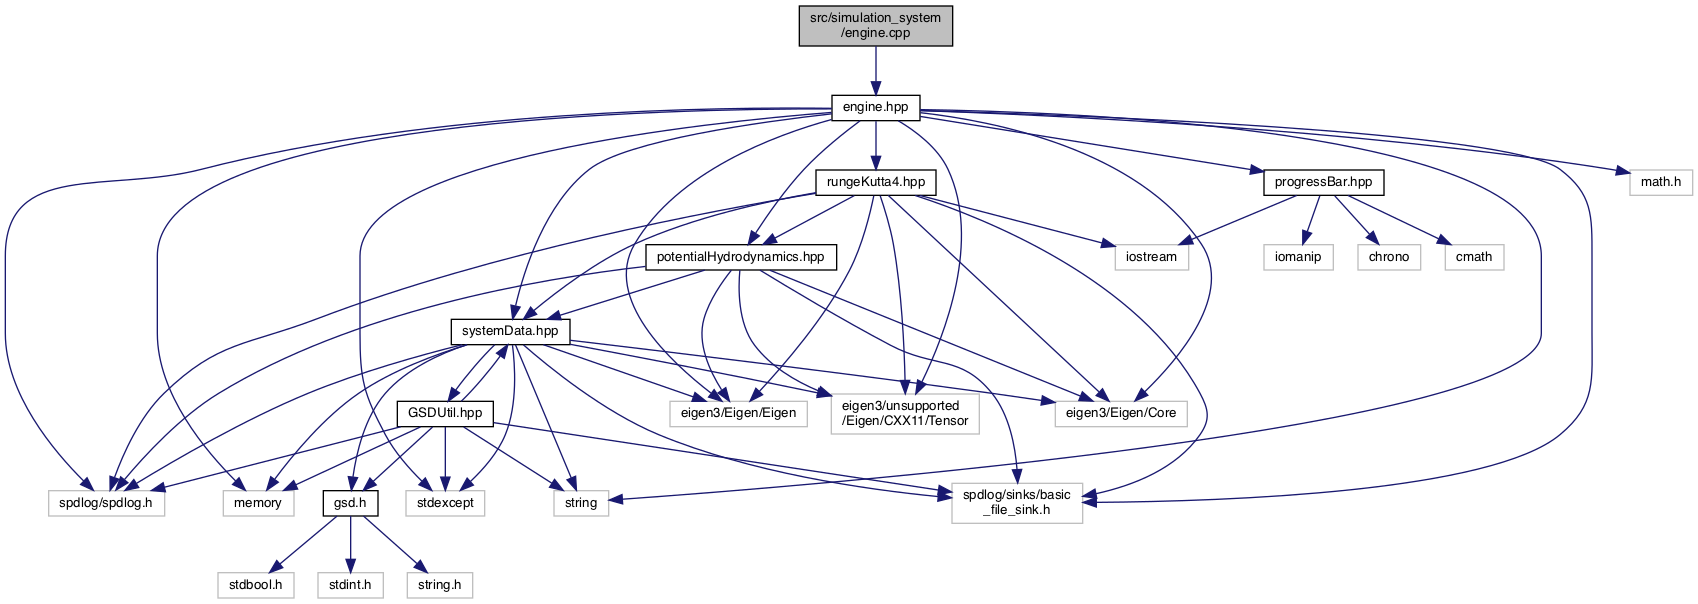 src/simulation_system
/engine.cpp
engine.hpp
rungeKutta4.hpp
progressBar.hpp
math.h
potentialHydrodynamics.hpp
iostream
iomanip
chrono
cmath
systemData.hpp
GSDUtil.hpp
eigen3/Eigen/Eigen
eigen3/unsupported
/Eigen/CXX11/Tensor
eigen3/Eigen/Core
spdlog/spdlog.h
memory
gsd.h
stdexcept
string
spdlog/sinks/basic
_file_sink.h
stdbool.h
stdint.h
string.h